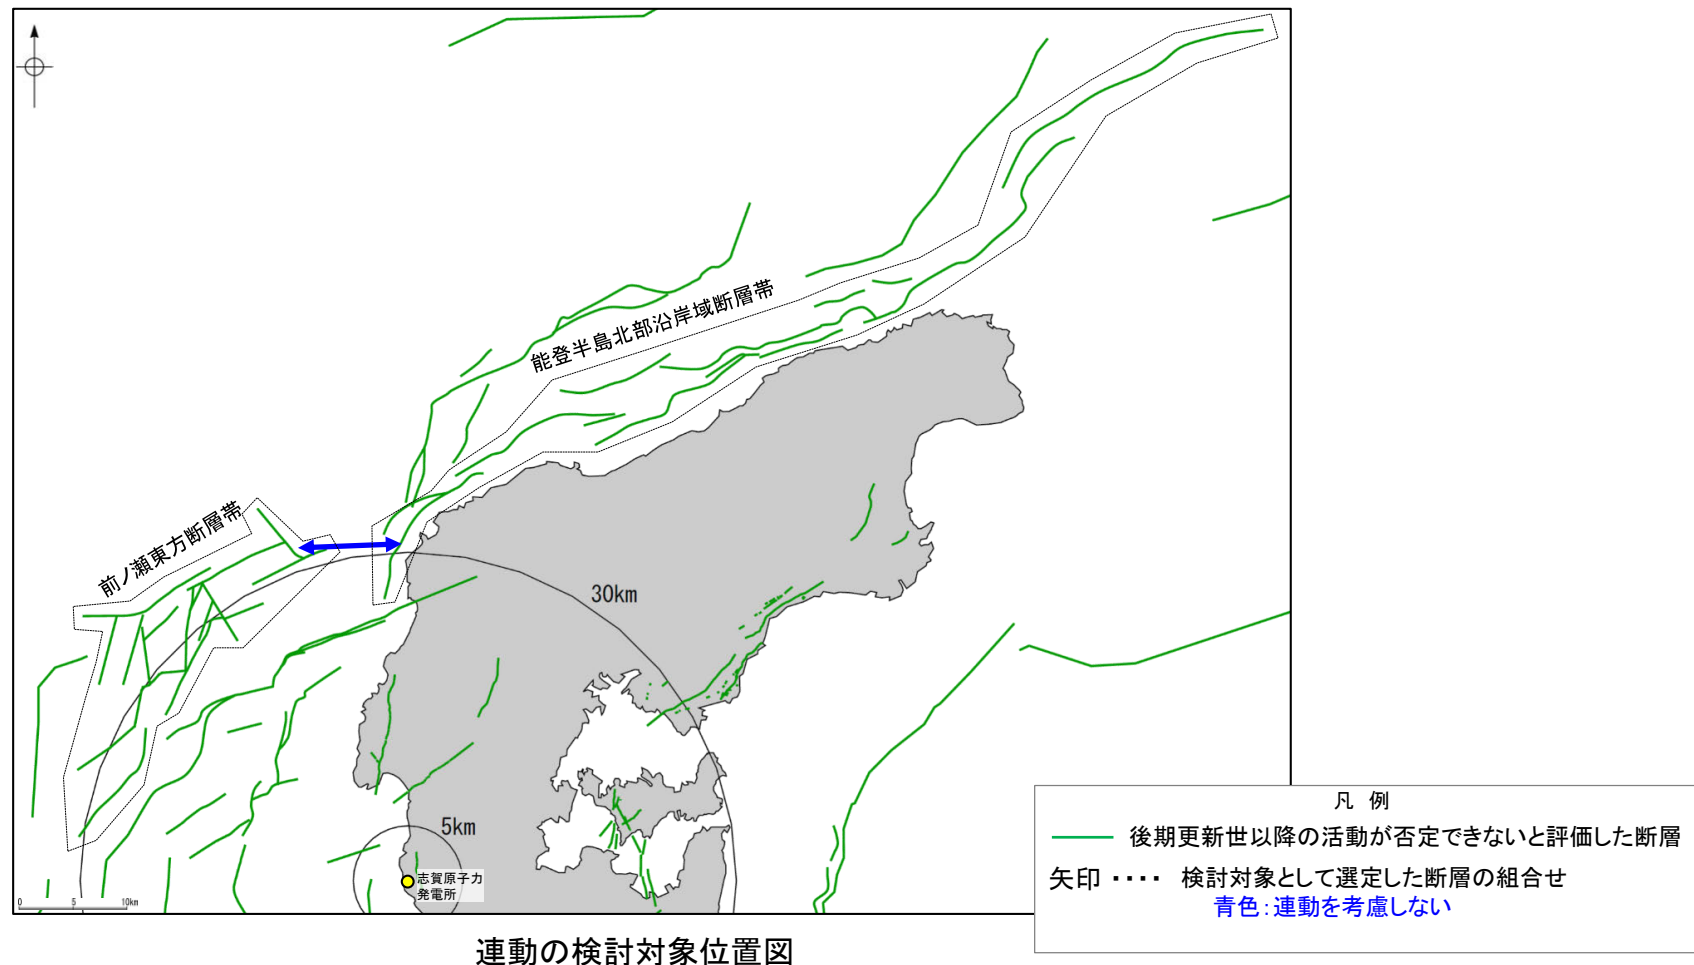 能登半島北部沿岸域断層帯
前ノ瀬東方断層帯
30km
5km
志賀原子力
発電所
0 5 10km
凡 例
後期更新世以降の活動が否定できないと評価した断層
矢印 ‥‥ 検討対象として選定した断層の組合せ
青色：連動を考慮しない
連動の検討対象位置図